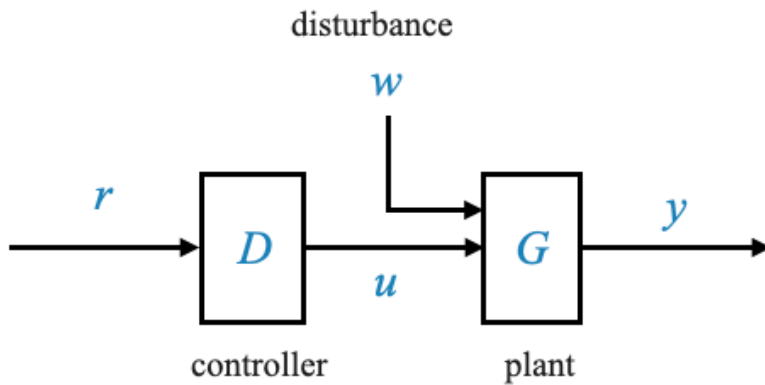 disturbance
w
r
D
u
G
y
controller
plant